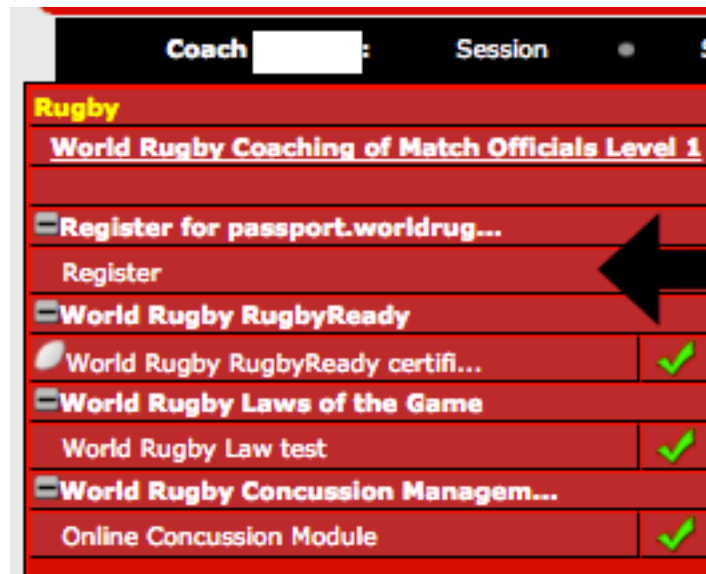 Coach : Session
Rugby
World Rugby Coaching of Match Officials Level 1
Register for passport.worldrug...
Register
World Rugby RugbyReady
World Rugby RugbyReady certifi...
World Rugby Laws of the Game
World Rugby Law test
World Rugby Concussion Managem...
Online Concussion Module